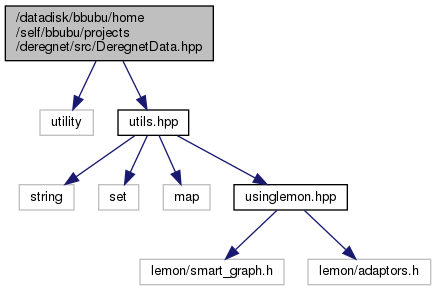 /datadisk/bbubu/home
/self/bbubu/projects
/deregnet/src/DeregnetData.hpp
utility
utils.hpp
string
set
map
usinglemon.hpp
lemon/smart_graph.h
lemon/adaptors.h